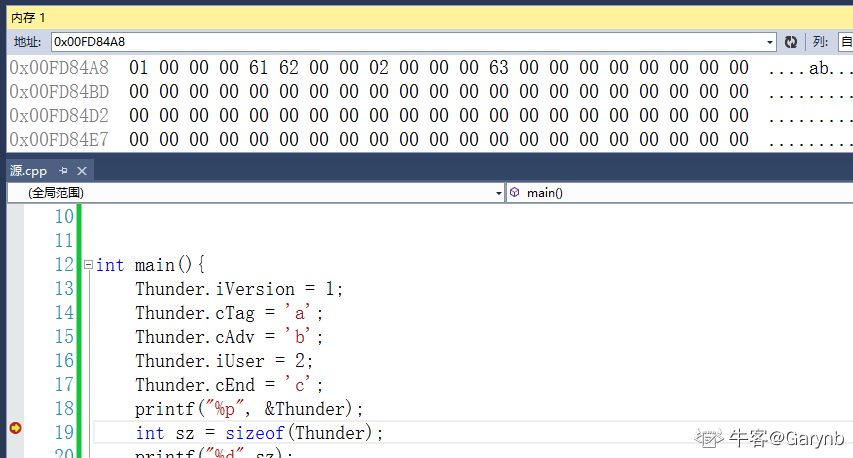 内存 1
地址: 0x00FD84A8 列: 自
0x00FD84A8 01 00 00 00 61 62 00 00 02 00 00 00 63 00 00 00 00 00 00 00 00 ....ab...
0x00FD84BD 00 00 00 00 00 00 00 00 00 00 00 00 00 00 00 00 00 00 00 00 00 .........
0x00FD84D2 00 00 00 00 00 00 00 00 00 00 00 00 00 00 00 00 00 00 00 00 00 .........
0x00FD84E7 00 00 00 00 00 00 00 00 00 00 00 00 00 00 00 00 00 00 00 00 00 .........
源.cpp
(全局范围) main()
10
11
12 int main(){
13 Thunder.iVersion = 1;
14 Thunder.cTag = 'a';
15 Thunder.cAdv = 'b';
16 Thunder.iUser = 2;
17 Thunder.cEnd = 'c';
18 printf("%p", &Thunder);
19 int sz = sizeof(Thunder);
20 printf("%d" sz);
牛客@Garynb